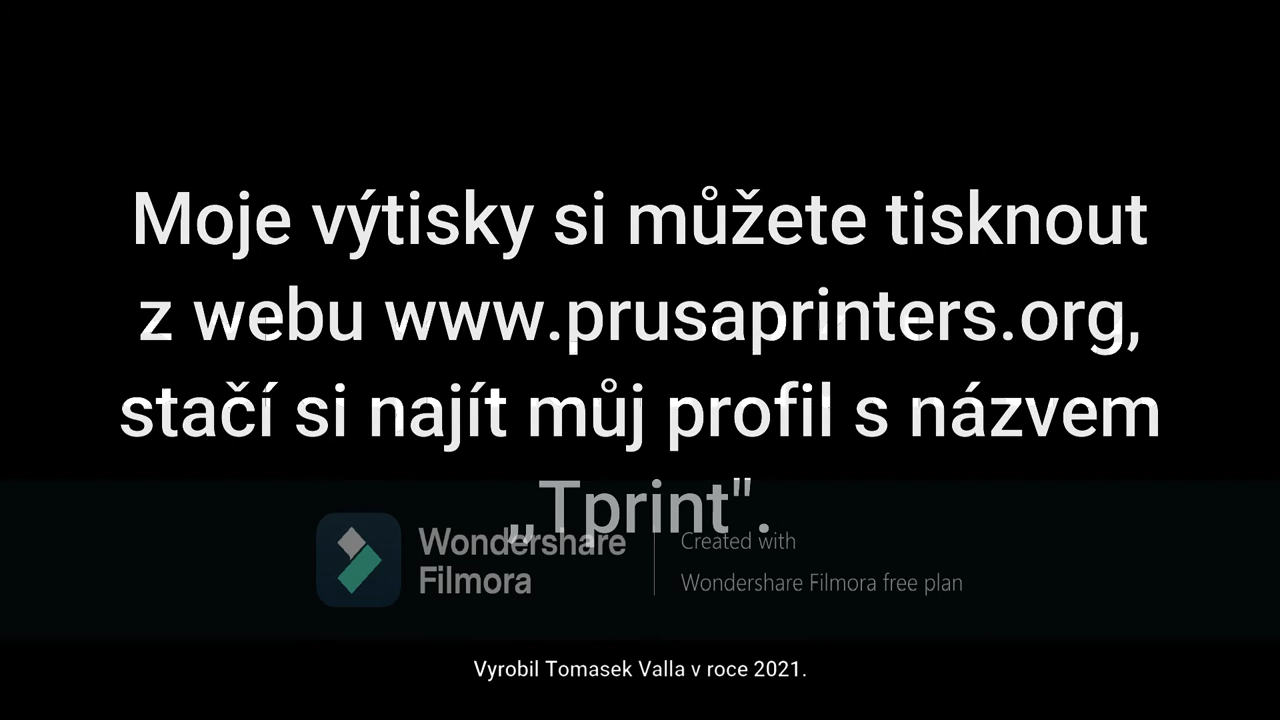 Moje výtisky si můžete tisknout
z webu www.prusaprinters.org,
stačí si najít můj profil s názvem
„Tprint".
Wondershare
Filmora
Created with
Wondershare Filmora free plan
Vyrobil Tomasek Valla v roce 2021.